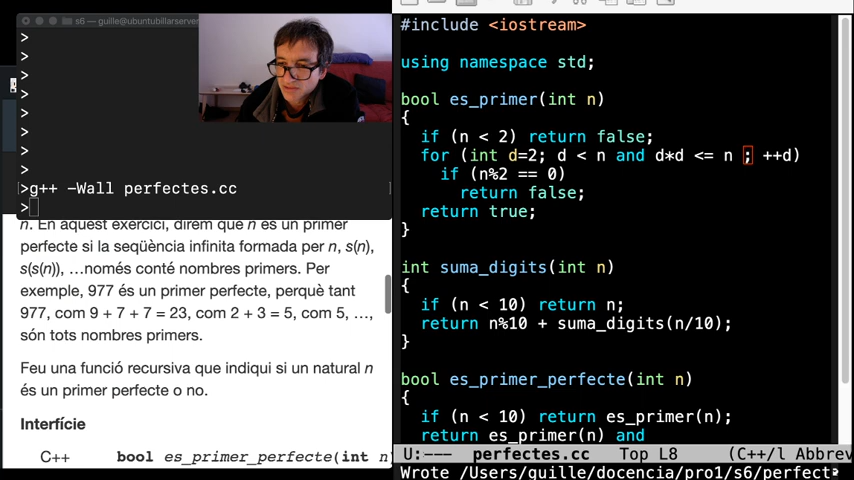 s6 — guille@ubuntubillarserver
>
>
>
>
>
>
>
>
>g++ -Wall perfectes.cc
>
n. En aquest exercici, direm que n és un primer
perfecte si la seqüència infinita formada per n, s(n),
s(s(n)), …només conté nombres primers. Per
exemple, 977 és un primer perfecte, perquè tant
977, com 9 + 7 + 7 = 23, com 2 + 3 = 5, com 5, …,
són tots nombres primers.
Feu una funció recursiva que indiqui si un natural n
és un primer perfecte o no.
Interfície
C++ bool es_primer_perfecte(int n)
#include <iostream>
using namespace std;
bool es_primer(int n)
{
if (n < 2) return false;
for (int d=2; d < n and d*d <= n ; ++d)
if (n%2 == 0)
return false;
return true;
}
int suma_digits(int n)
{
if (n < 10) return n;
return n%10 + suma_digits(n/10);
}
bool es_primer_perfecte(int n)
{
if (n < 10) return es_primer(n);
return es_primer(n) and
U:--- perfectes.cc Top L8 (C++/l Abbrev
Wrote /Users/guille/docencia/pro1/s6/perfect